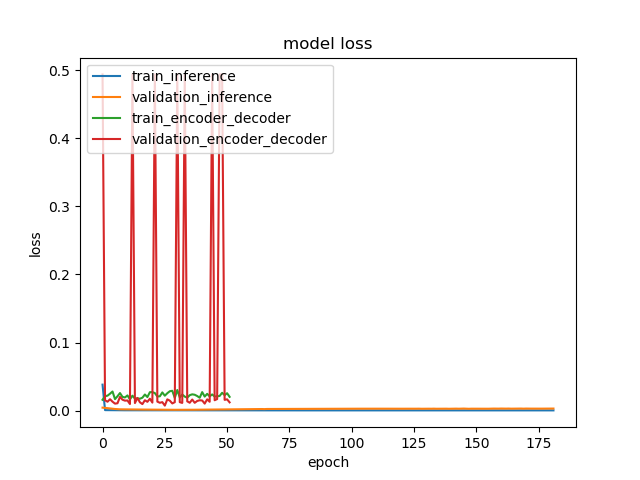 model loss
train_inference
validation_inference
train_encoder_decoder
validation_encoder_decoder
0.5
0.4
0.3
0.2
0.1
0.0
loss
0 25 50 75 100 125 150 175
epoch